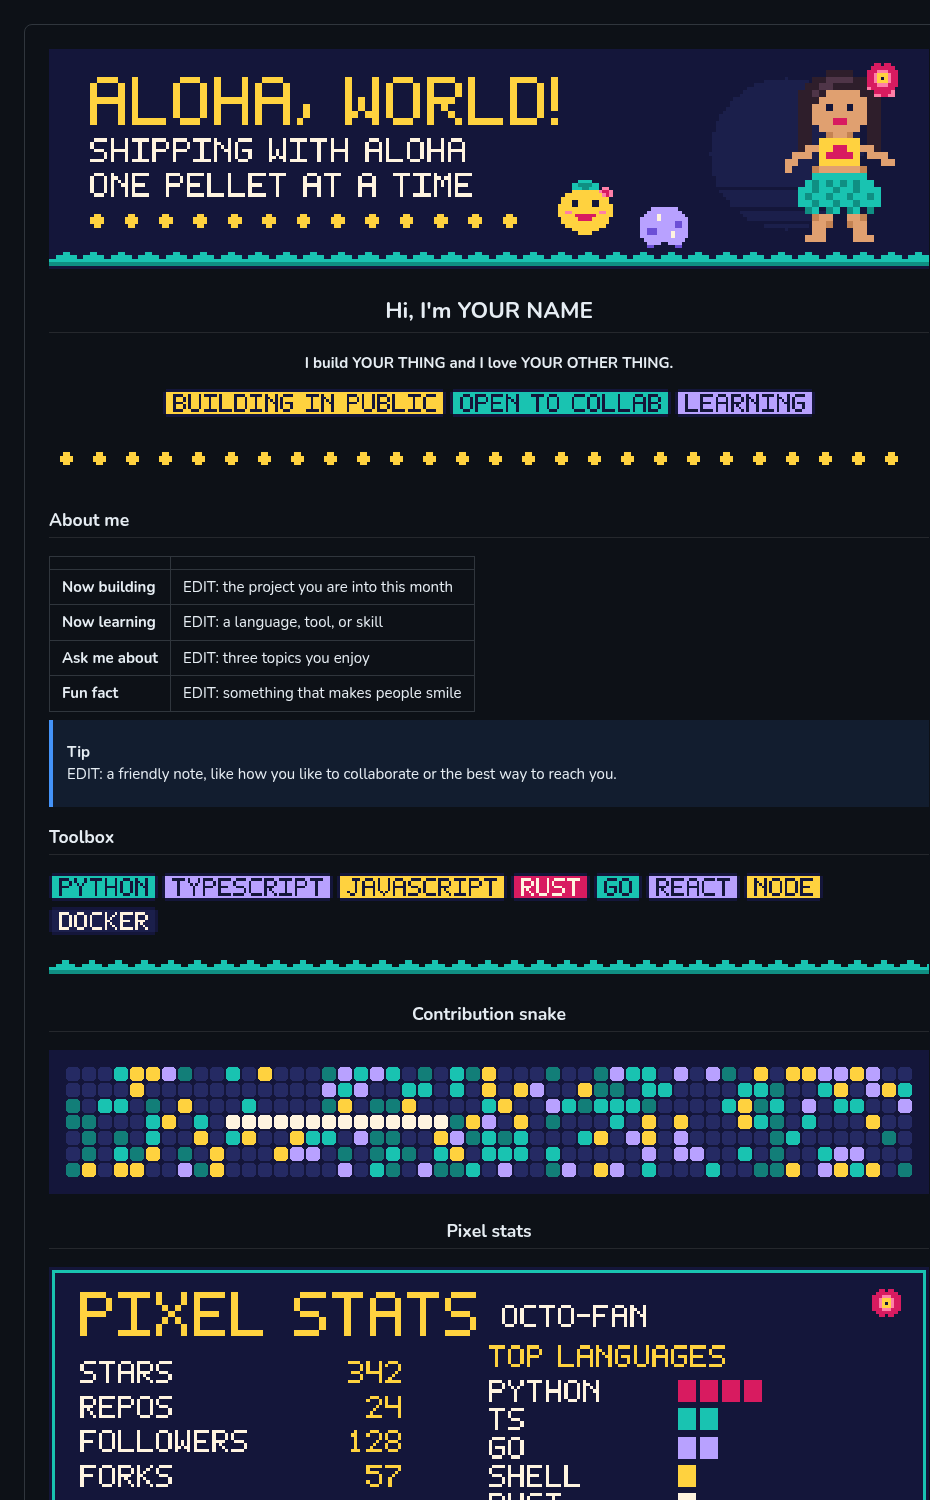 ALOHA, WORLD!
SHIPPING WITH ALOHA
ONE PELLET AT A TIME
Hi, I'm YOUR NAME
I build YOUR THING and I love YOUR OTHER THING.
BUILDING IN PUBLIC OPEN TO COLLAB LEARNING
About me
Now building EDIT: the project you are into this month
Now learning EDIT: a language, tool, or skill
Ask me about EDIT: three topics you enjoy
Fun fact EDIT: something that makes people smile
Tip
EDIT: a friendly note, like how you like to collaborate or the best way to reach you.
Toolbox
PYTHON TYPESCRIPT JAVASCRIPT RUST GO REACT NODE
DOCKER
Contribution snake
Pixel stats
PIXEL STATS OCTO-FAN
TOP LANGUAGES
STARS 342
PYTHON
REPOS 24
TS
FOLLOWERS 128
GO
FORKS 57
SHELL